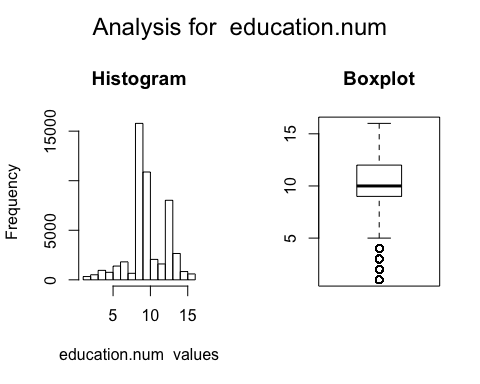 Analysis for  education.num
Histogram
Frequency
15000
5000
0
5 10 15
education.num  values
Boxplot
15
10
5